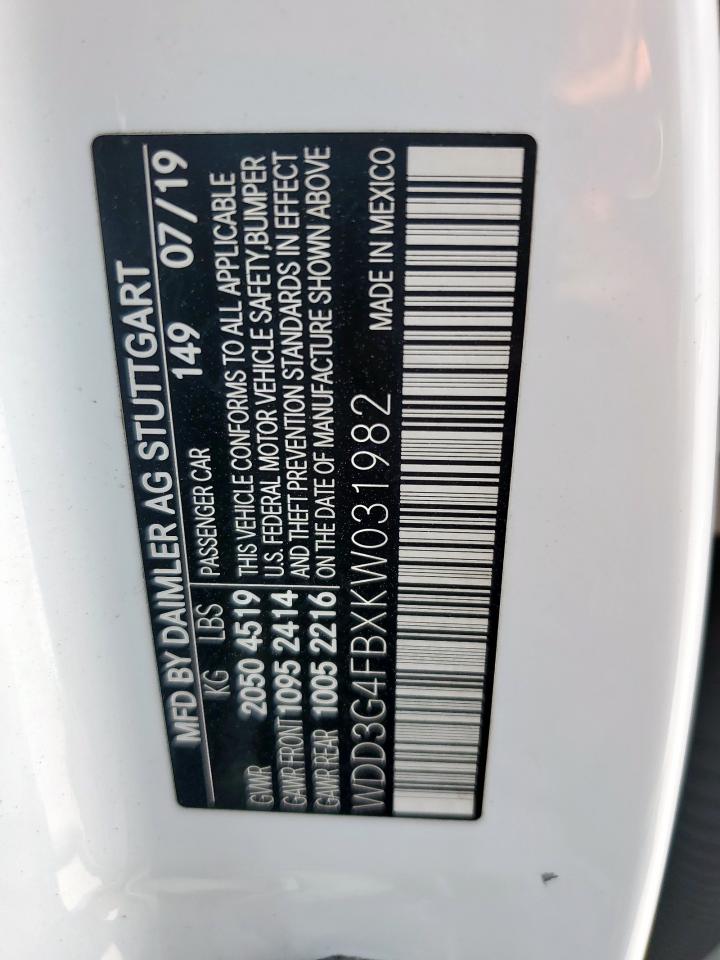 MFD BY DAIMLER AG STUTTGART
149 07/19
KG LBS PASSENGER CAR
GVWR 2050 4519 THIS VEHICLE CONFORMS TO ALL APPLICABLE
U.S. FEDERAL MOTOR VEHICLE SAFETY,BUMPER
GAWR FRONT 1095 2414 AND THEFT PREVENTION STANDARDS IN EFFECT
GAWR REAR 1005 2216 ON THE DATE OF MANUFACTURE SHOWN ABOVE
WDD3G4FBXKW031982 MADE IN MEXICO